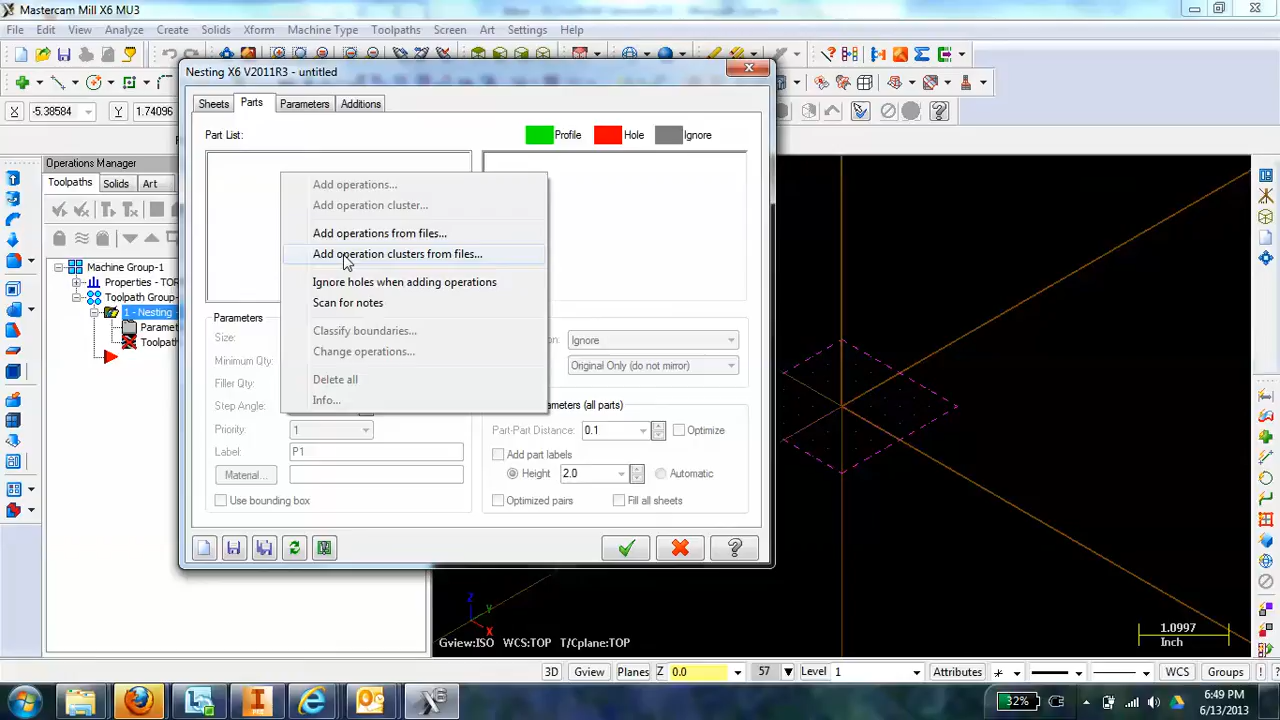 Mastercam Mill X6 MU3
File Edit View Analyze Create Solids Xform Machine Type Toolpaths Screen Art Settings Help
Nesting X6 V2011R3 - untitled
X -5.38584 Y 1.74096
Sheets Parts Parameters Additions
Part List:
Profile Hole Ignore
Operations Manager
Toolpaths Solids Art
Add operations...
Add operation cluster...
Add operations from files...
Add operation clusters from files...
Ignore holes when adding operations
Scan for notes
Classify boundaries...
Change operations...
Delete all
Info...
Machine Group-1
Properties - TOR
Toolpath Group-
1 - Nesting
Paramet
Toolpath
Parameters
Size:
Minimum Qty:
Filler Qty:
Step Angle:
Priority: 1
Label: P1
Material...
Use bounding box
on: Ignore
Original Only (do not mirror)
arameters (all parts)
Part-Part Distance: 0.1 Optimize
Add part labels
Height 2.0 Automatic
Optimized pairs Fill all sheets
Z
Y
X
Gview:ISO WCS:TOP T/Cplane:TOP
1.0997
Inch
3D Gview Planes Z 0.0 57 Level 1 Attributes WCS Groups
32%
6:49 PM
6/13/2013